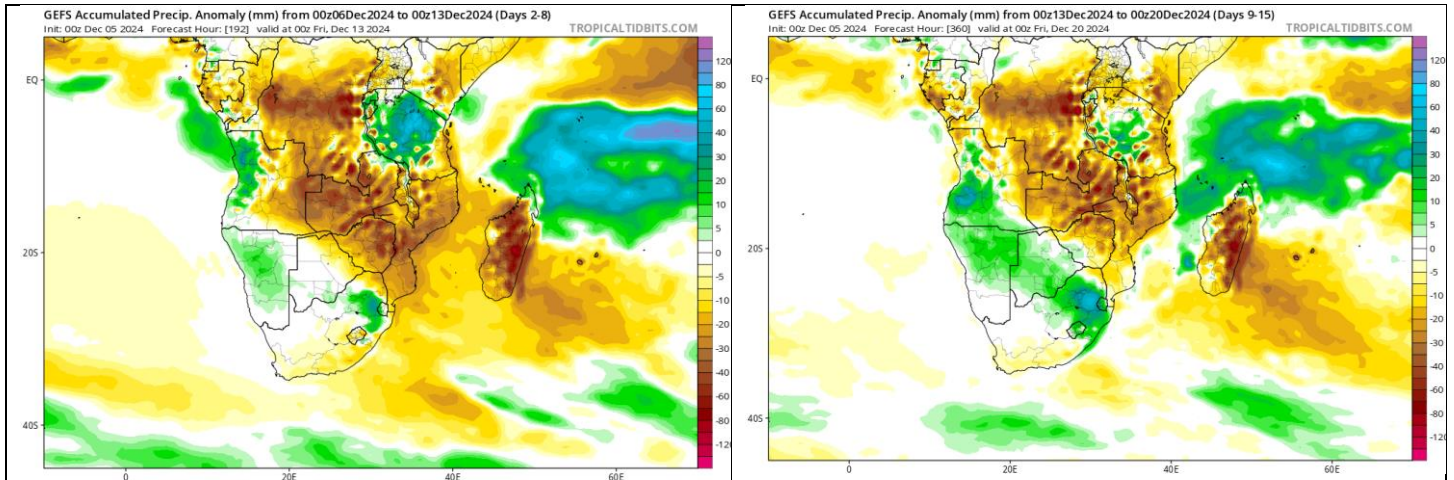 GEFS Accumulated Precip. Anomaly (mm) from 00z06Dec2024 to 00z13Dec2024 (Days 2-8)
Init: 00z Dec 05 2024 Forecast Hour: [192] valid at 00z Fri, Dec 13 2024 TROPICALTIDBITS.COM
EQ
20S
40S
0
20E
40E
60E
120
80
60
40
30
20
10
5
0
-5
-10
-20
-30
-40
-60
-80
-120
GEFS Accumulated Precip. Anomaly (mm) from 00z13Dec2024 to 00z20Dec2024 (Days 9-15)
Init: 00z Dec 05 2024 Forecast Hour: [360] valid at 00z Fri, Dec 20 2024 TROPICALTIDBITS.COM
EQ
20S
40S
0
20E
40E
60E
120
80
60
40
30
20
10
5
0
-5
-10
-20
-30
-40
-60
-80
-120